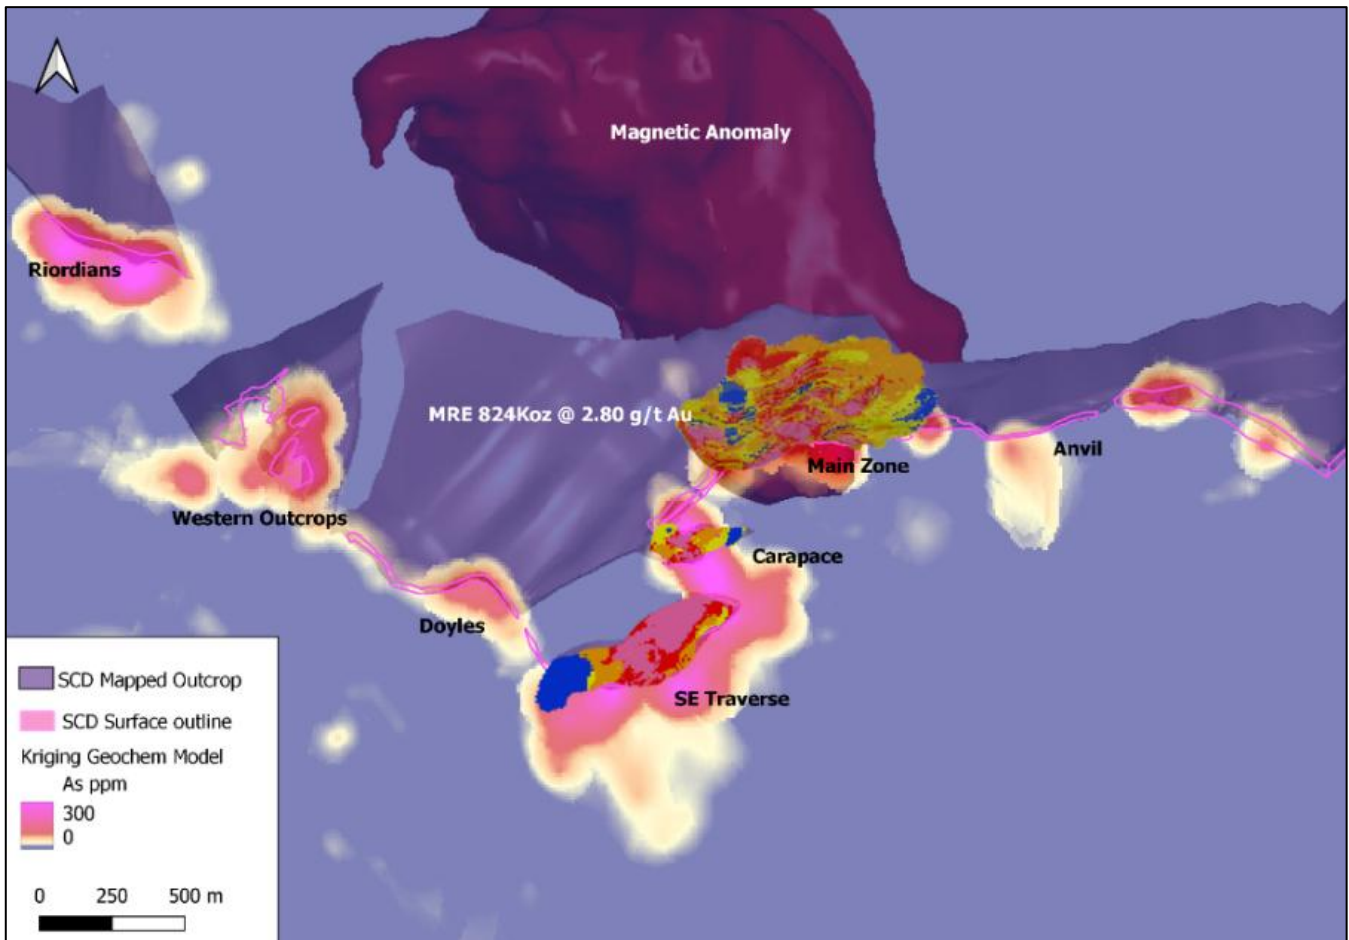 Magnetic Anomaly
Riordians
MRE 824Koz @ 2.80 g/t Au
Main Zone
Anvil
Western Outcrops
Carapace
Doyles
SE Traverse
SCD Mapped Outcrop
SCD Surface outline
Kriging Geochem Model
As ppm
300
0
0 250 500 m